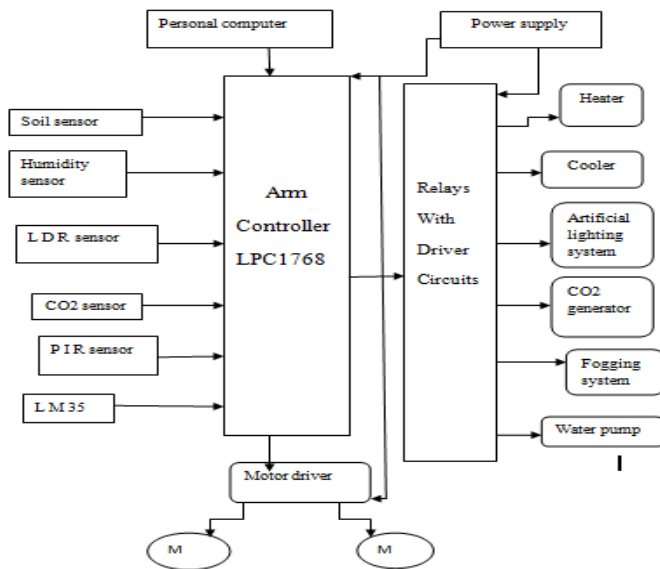 Personal computer
Power supply
Soil sensor
Humidity
sensor
L D R sensor
CO2 sensor
P I R sensor
L M 35
Arm
Controller
LPC1768
Relays
With
Driver
Circuits
Heater
Cooler
Artificial
lighting
system
CO2
generator
Fogging
system
Water pump
Motor driver
M
M